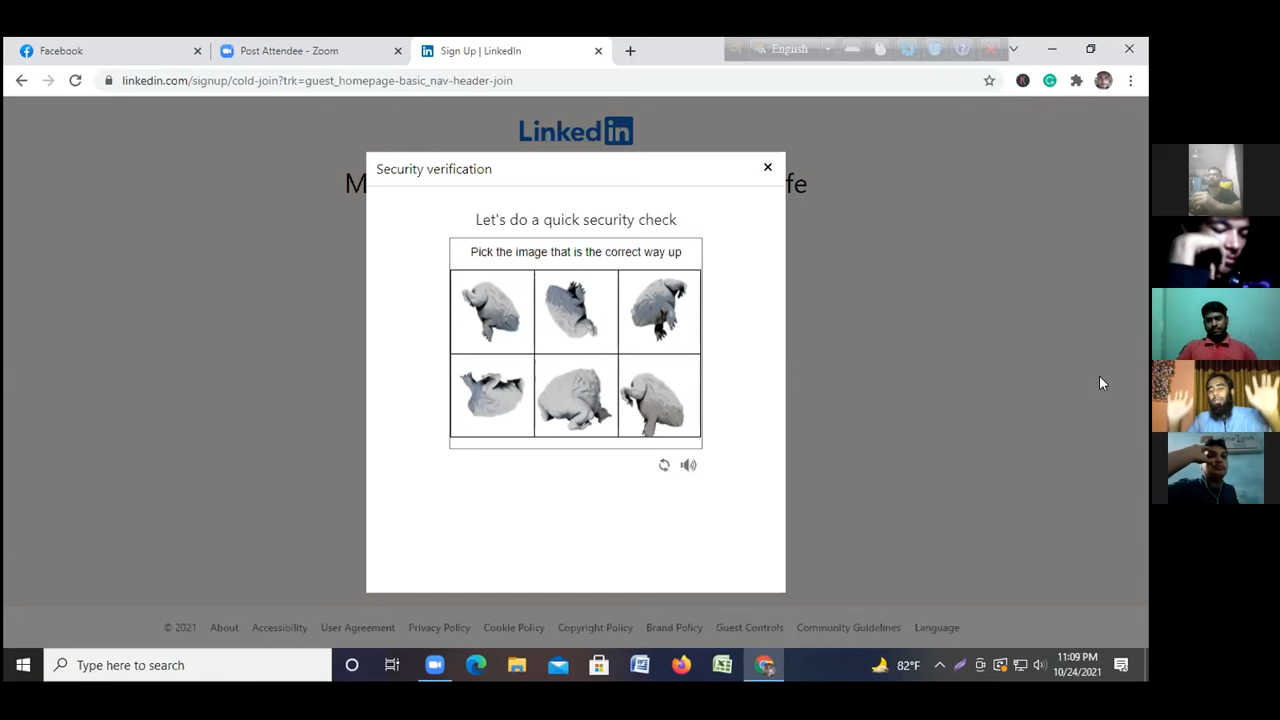 Facebook
Post Attendee - Zoom
Sign Up | LinkedIn
English
linkedin.com/signup/cold-join?trk=guest_homepage-basic_nav-header-join
Linked in
M
fe
Security verification
Let's do a quick security check
Pick the image that is the correct way up
© 2021 About Accessibility User Agreement Privacy Policy Cookie Policy Copyright Policy Brand Policy Guest Controls Community Guidelines Language
Type here to search
82°F
11:09 PM
10/24/2021